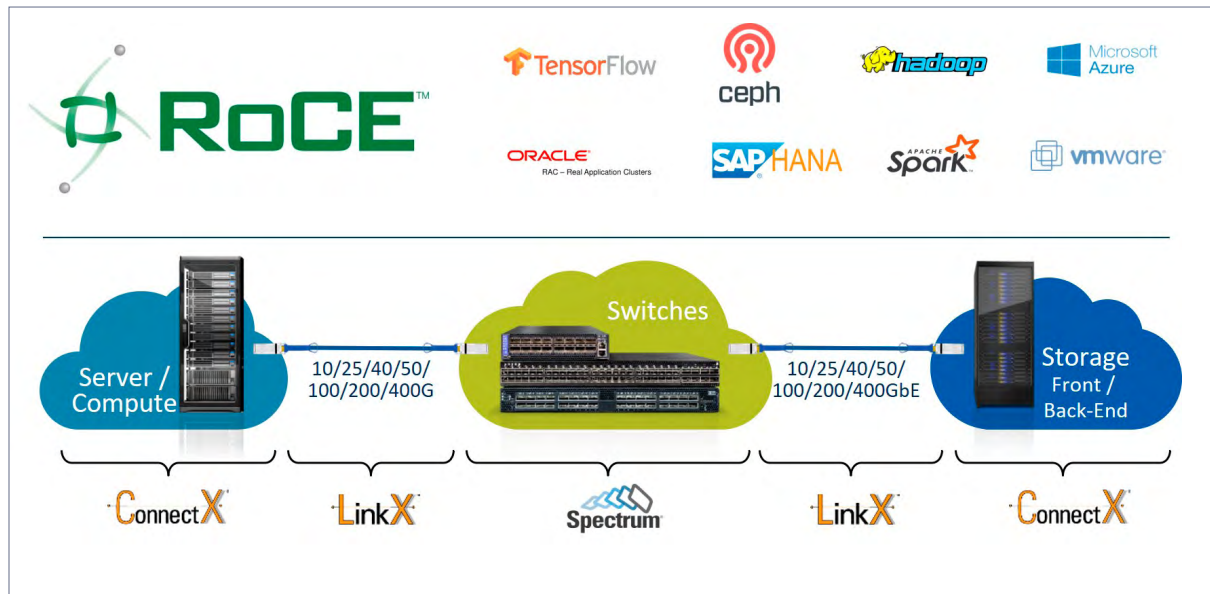 RoCE™
TensorFlow
ceph
hadoop
Microsoft
Azure
ORACLE®
RAC – Real Application Clusters
SAP® HANA
APACHE
Spark™
vmware®
Switches
Server /
Compute
10/25/40/50/
100/200/400G
10/25/40/50/
100/200/400GbE
Storage
Front /
Back-End
ConnectX
LinkX
Spectrum®
LinkX
ConnectX